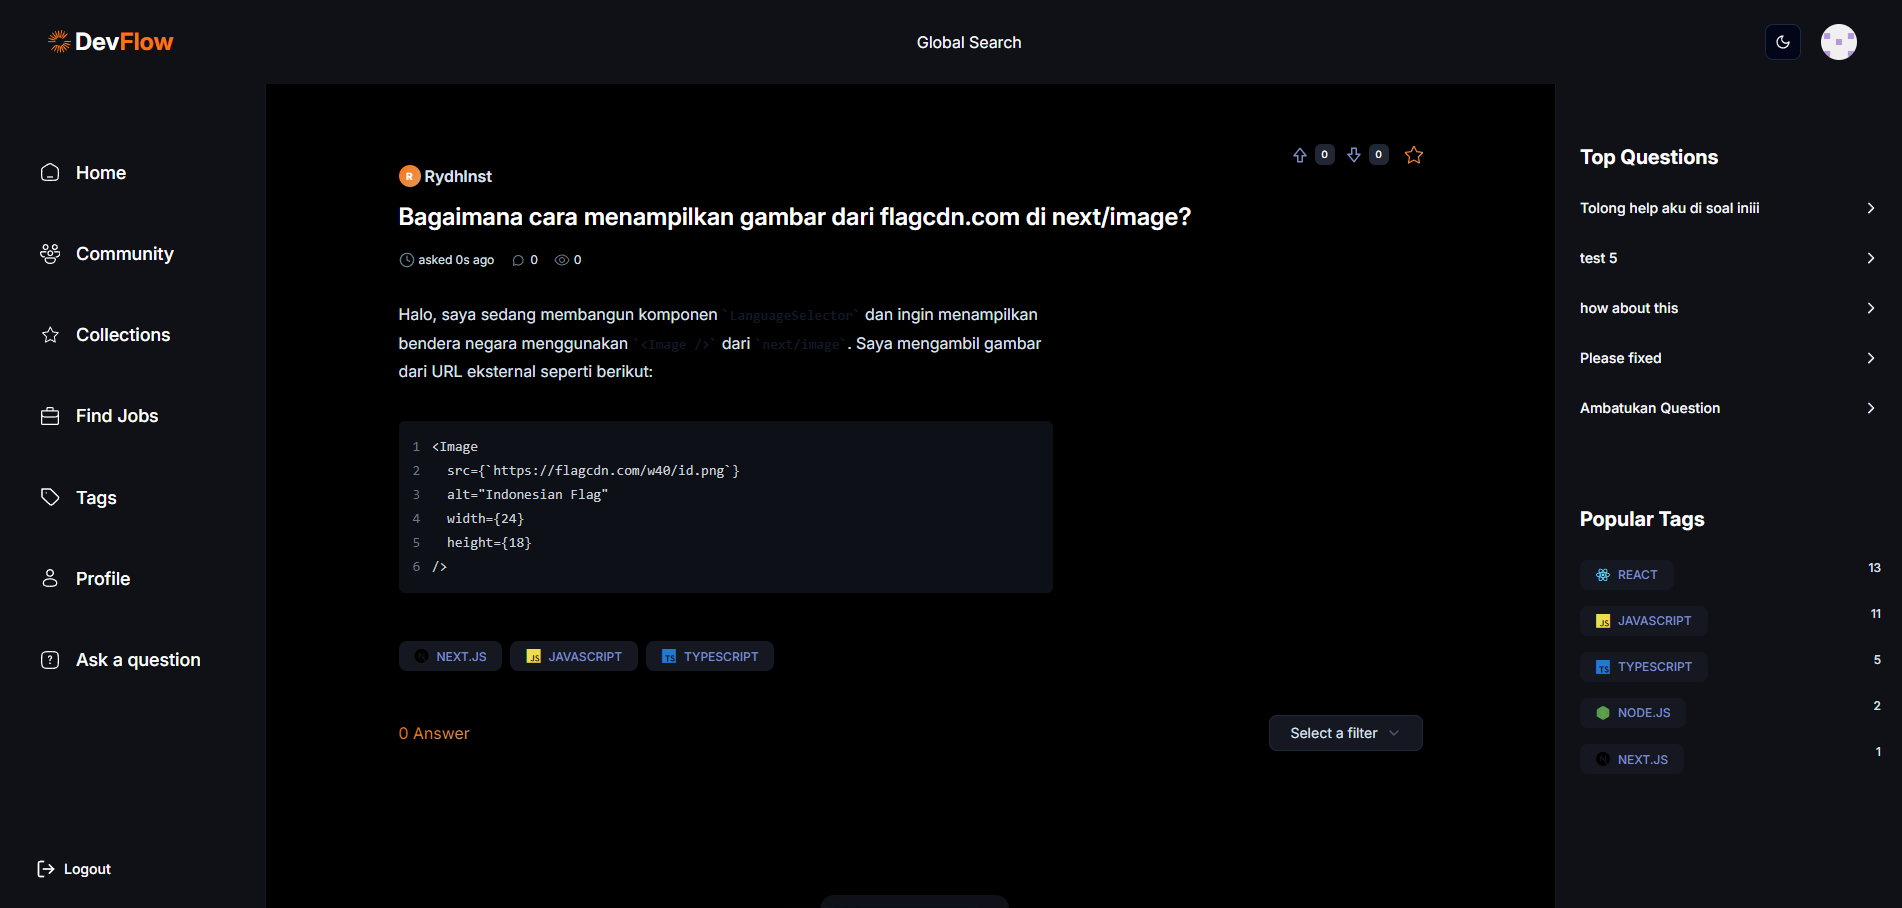 DevFlow
Global Search
Home
Community
Collections
Find Jobs
Tags
Profile
Ask a question
Logout
0 0
R RydhInst
Bagaimana cara menampilkan gambar dari flagcdn.com di next/image?
asked 0s ago 0 0
Halo, saya sedang membangun komponen `LanguageSelector` dan ingin menampilkan
bendera negara menggunakan `<Image />` dari `next/image`. Saya mengambil gambar
dari URL eksternal seperti berikut:
1 <Image
2   src={`https://flagcdn.com/w40/id.png`}
3   alt="Indonesian Flag"
4   width={24}
5   height={18}
6 />
NEXT.JS JS JAVASCRIPT TS TYPESCRIPT
0 Answer
Select a filter
Top Questions
Tolong help aku di soal iniii
test 5
how about this
Please fixed
Ambatukan Question
Popular Tags
REACT 13
JS JAVASCRIPT 11
TS TYPESCRIPT 5
NODE.JS 2
N NEXT.JS 1